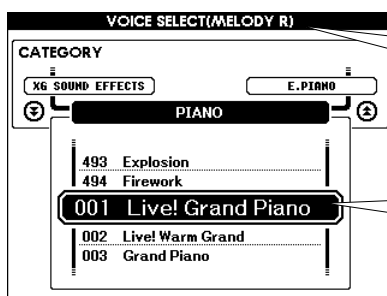 VOICE SELECT(MELODY R)
CATEGORY
XG SOUND EFFECTS E.PIANO
PIANO
493 Explosion
494 Firework
001 Live! Grand Piano
002 Live! Warm Grand
003 Grand Piano